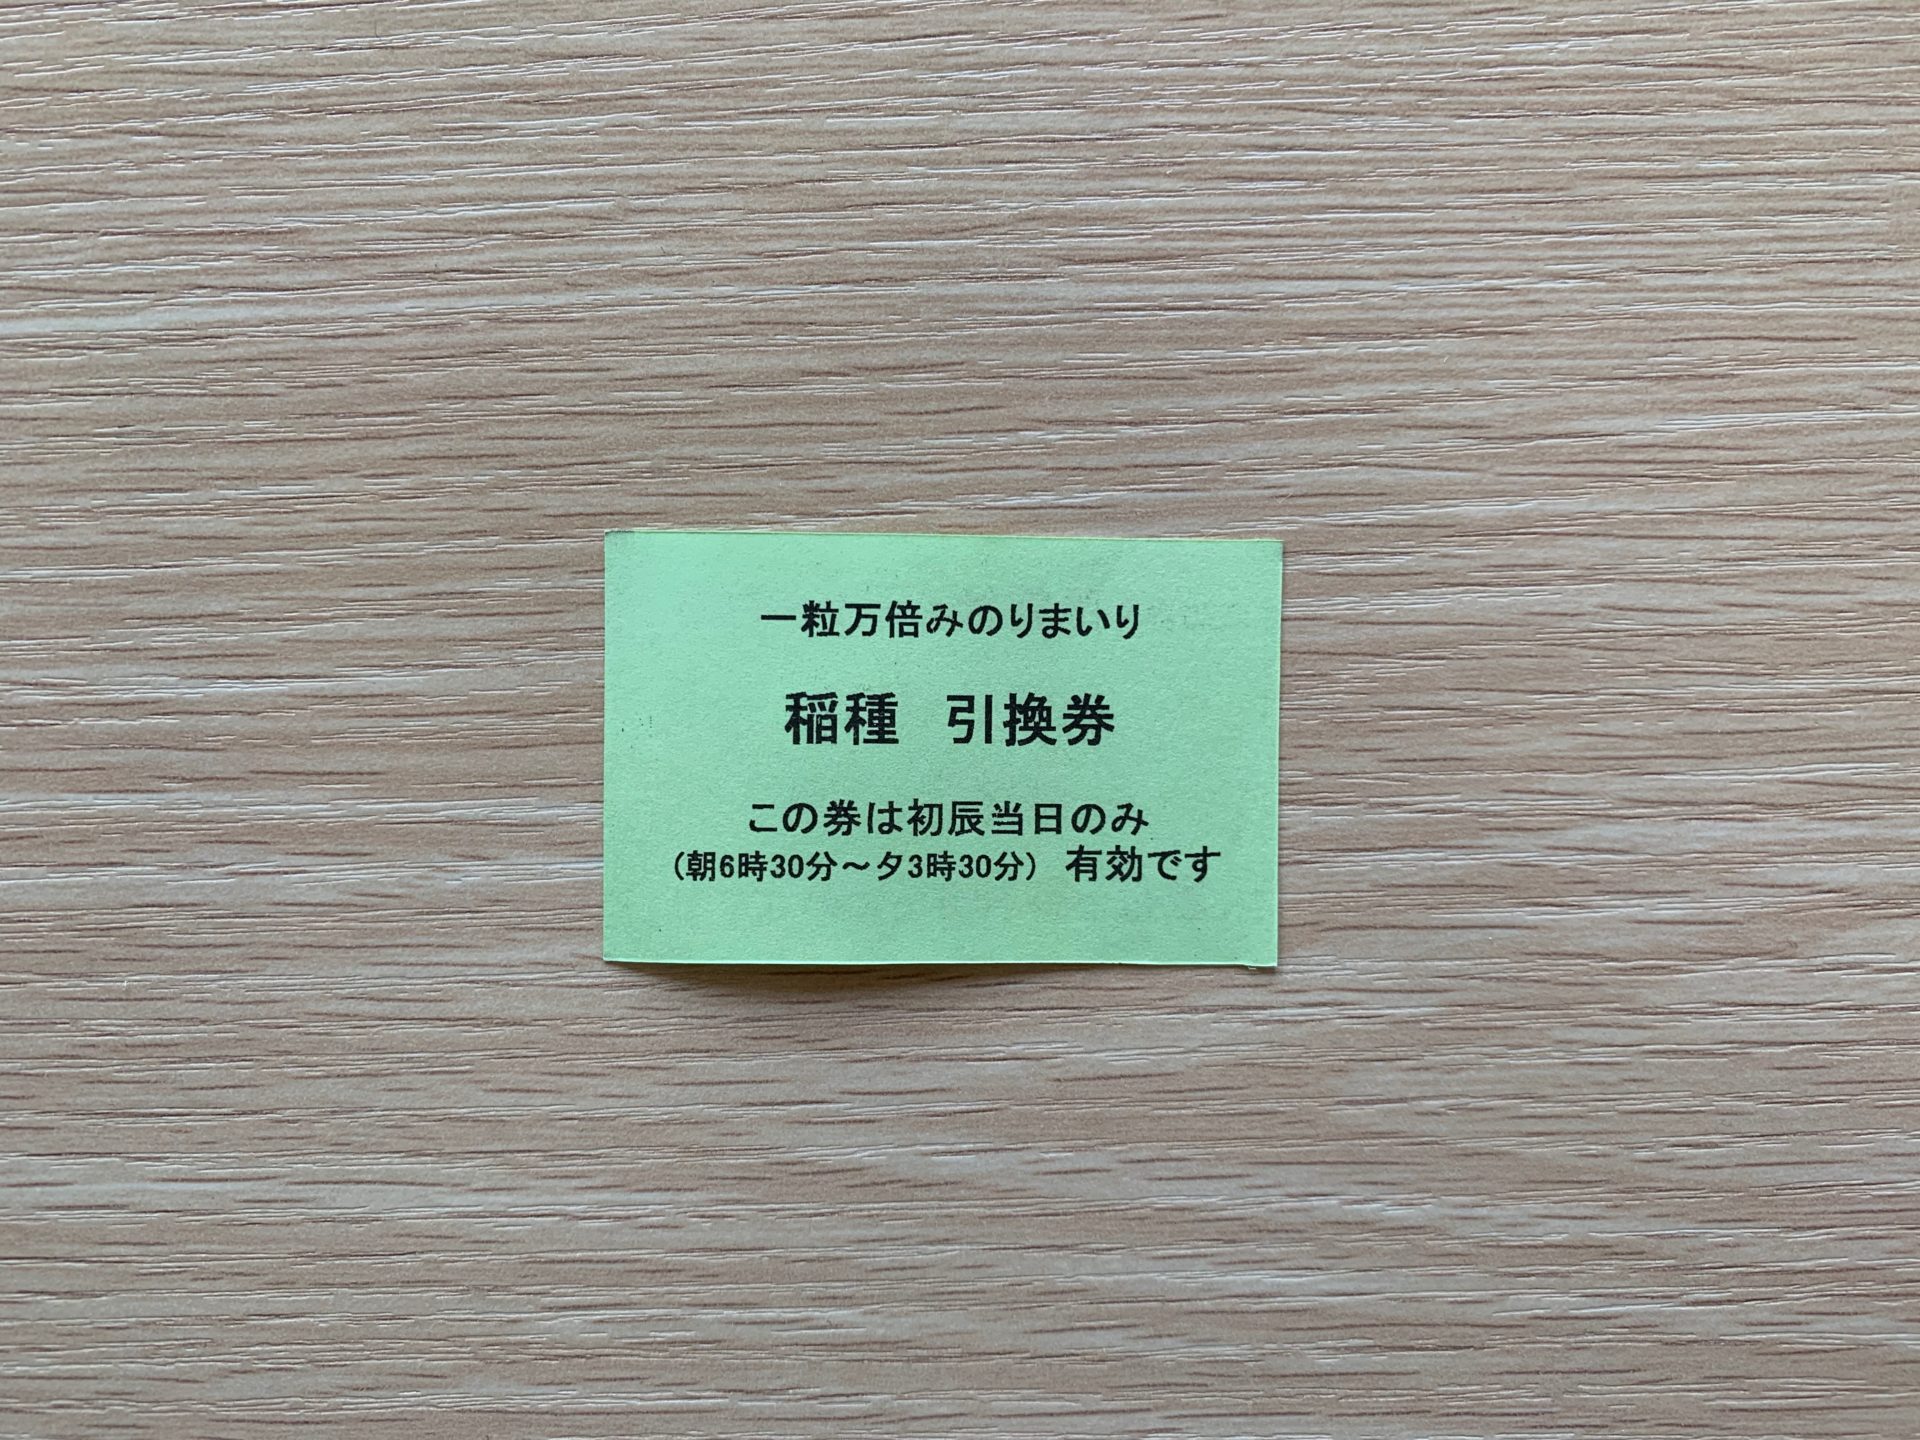 一粒万倍みのりまいり
稲種　引換券
この券は初辰当日のみ
（朝6時30分～夕3時30分）　有効です